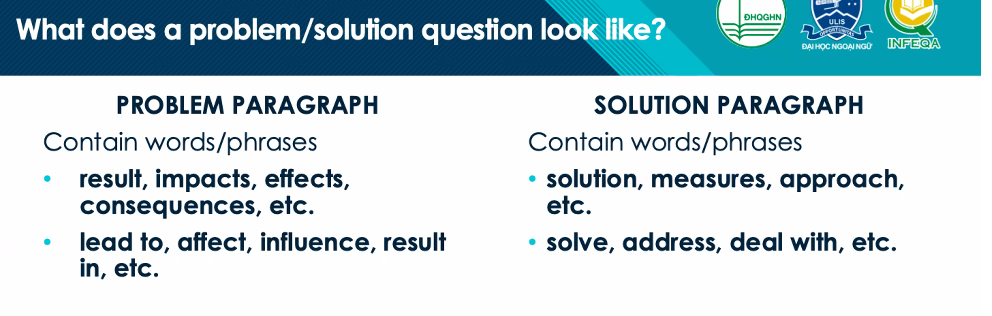 What does a problem/solution question look like?
ĐHQGHN
ULIS
ĐẠI HỌC NGOẠI NGỮ
INFEQA
PROBLEM PARAGRAPH
Contain words/phrases
• result, impacts, effects,
consequences, etc.
• lead to, affect, influence, result
in, etc.
SOLUTION PARAGRAPH
Contain words/phrases
• solution, measures, approach,
etc.
• solve, address, deal with, etc.